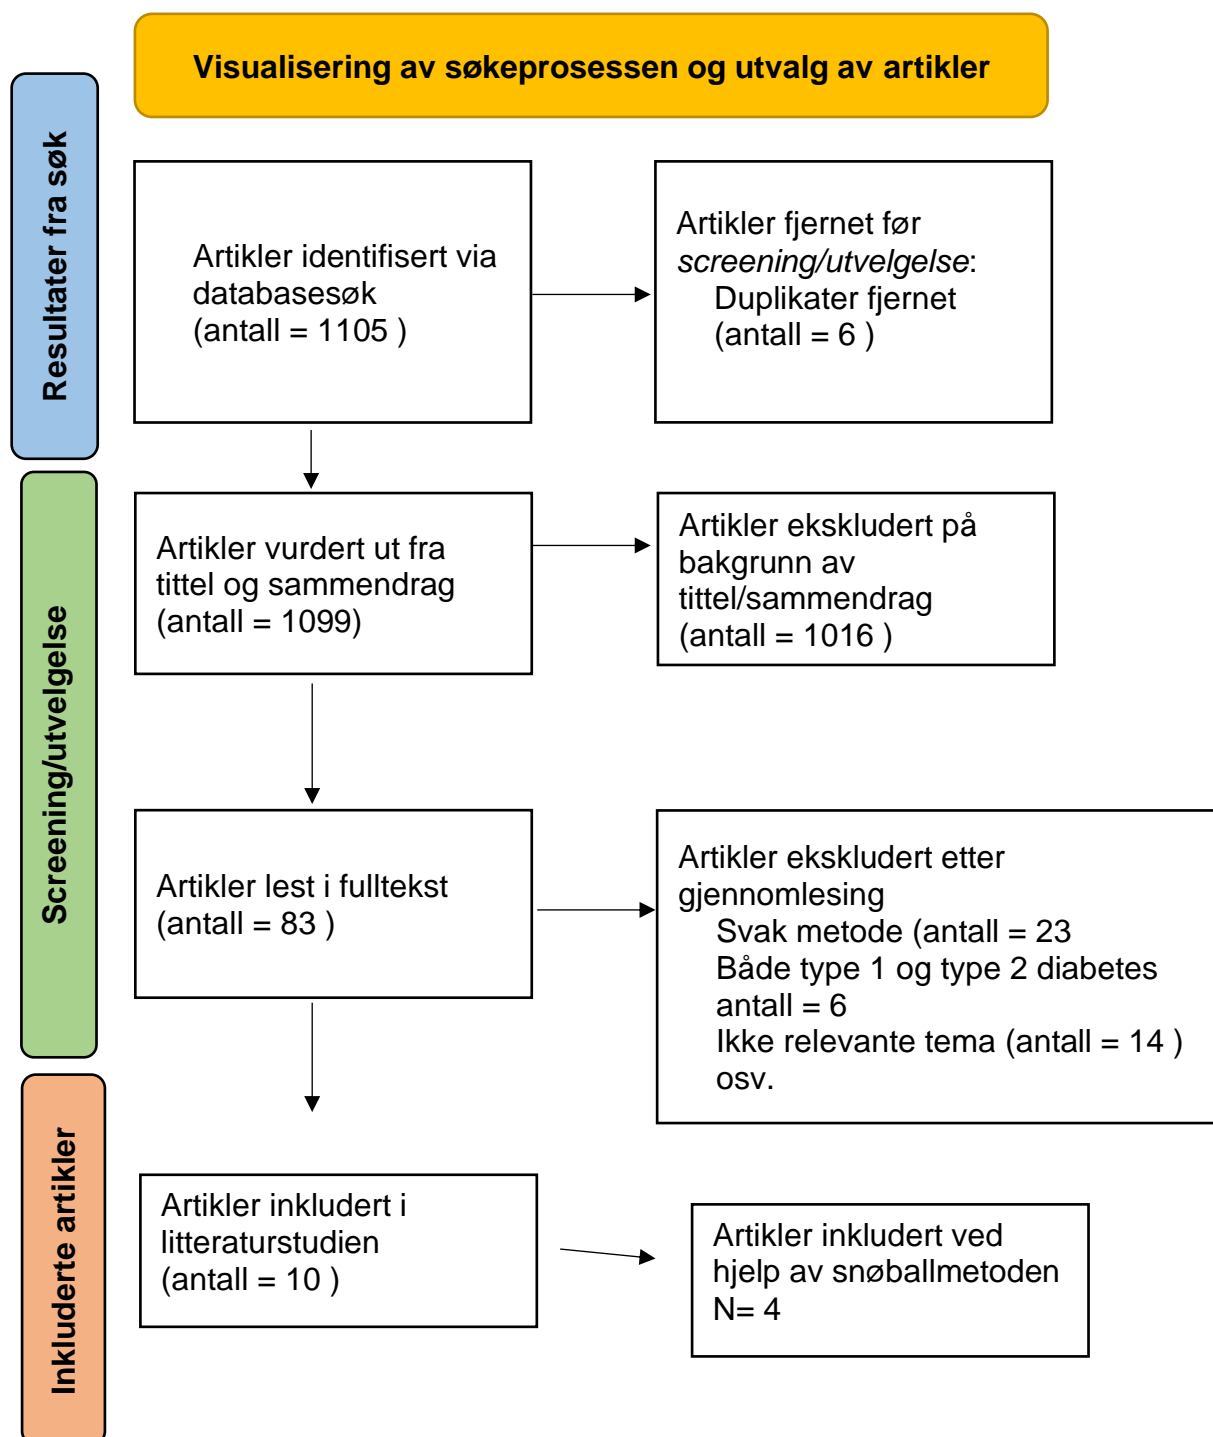 Visualisering av søkeprosessen og utvalg av artikler
Resultater fra søk
Artikler identifisert via
databasesøk
(antall = 1105 )
Artikler fjernet før
screening/utvelgelse:
Duplikater fjernet
(antall = 6 )
Screening/utvelgelse
Artikler vurdert ut fra
tittel og sammendrag
(antall = 1099)
Artikler ekskludert på
bakgrunn av
tittel/sammendrag
(antall = 1016 )
Artikler lest i fulltekst
(antall = 83 )
Artikler ekskludert etter
gjennomlesing
Svak metode (antall = 23
Både type 1 og type 2 diabetes
antall = 6
Ikke relevante tema (antall = 14 )
osv.
Inkluderte artikler
Artikler inkludert i
litteraturstudien
(antall = 10 )
Artikler inkludert ved
hjelp av snøballmetoden
N= 4